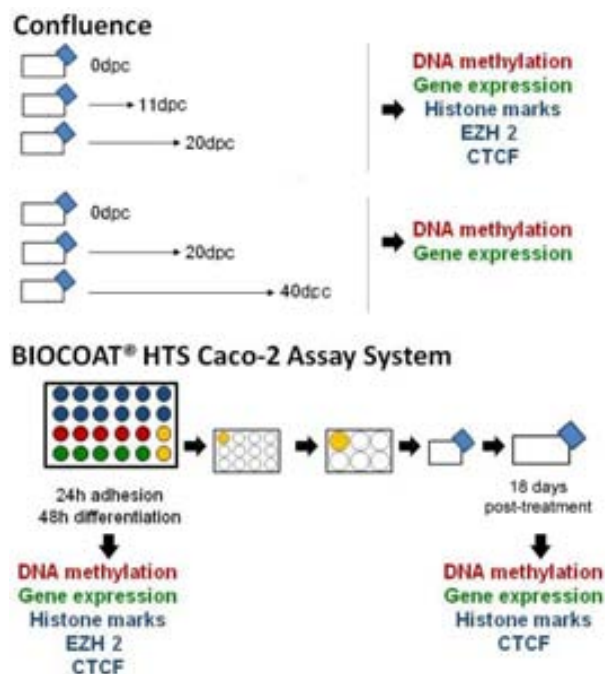 Confluence
0dpc
11dpc
20dpc
DNA methylation
Gene expression
Histone marks
EZH 2
CTCF
0dpc
20dpc
40dpc
DNA methylation
Gene expression
BIOCOAT® HTS Caco-2 Assay System
24h adhesion
48h differentiation
18 days
post-treatment
DNA methylation
Gene expression
Histone marks
EZH 2
CTCF
DNA methylation
Gene expression
Histone marks
CTCF